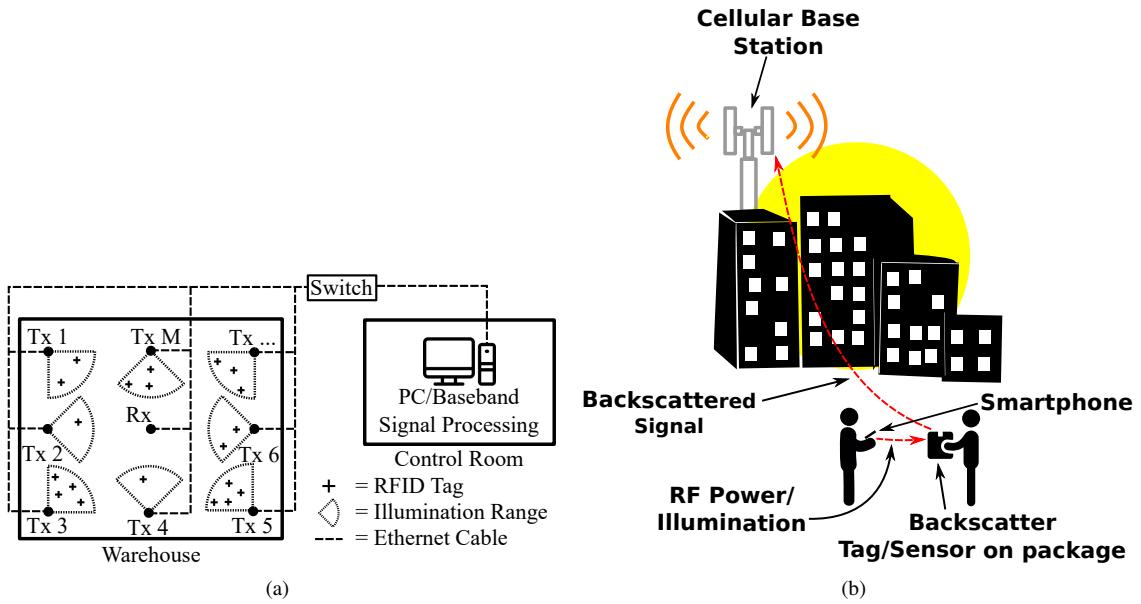 Switch
Tx 1
Tx M
Tx ...
Rx
Tx 2
Tx 6
Tx 3
Tx 4
Tx 5
Warehouse
PC/Baseband
Signal Processing
Control Room
= RFID Tag
= Illumination Range
= Ethernet Cable
(a)
Cellular Base
Station
Backscattered
Signal
Smartphone
RF Power/
Illumination
Backscatter
Tag/Sensor on package
(b)